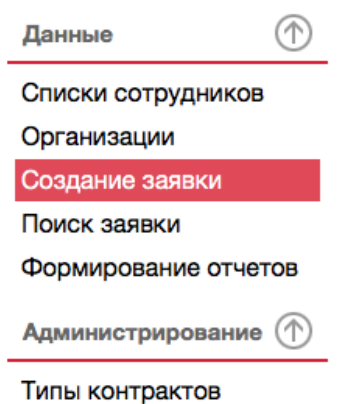 Данные
Списки сотрудников
Организации
Создание заявки
Поиск заявки
Формирование отчетов
Администрирование
Типы контрактов